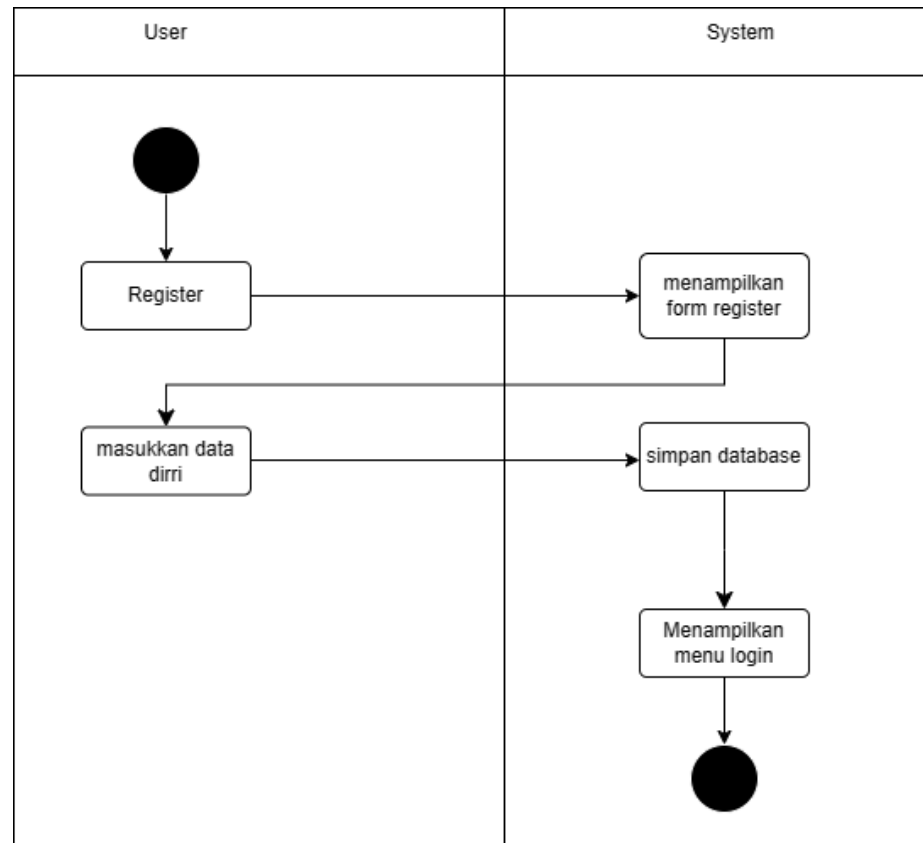 User
System
Register
menampilkan
form register
masukkan data
dirri
simpan database
Menampilkan
menu login